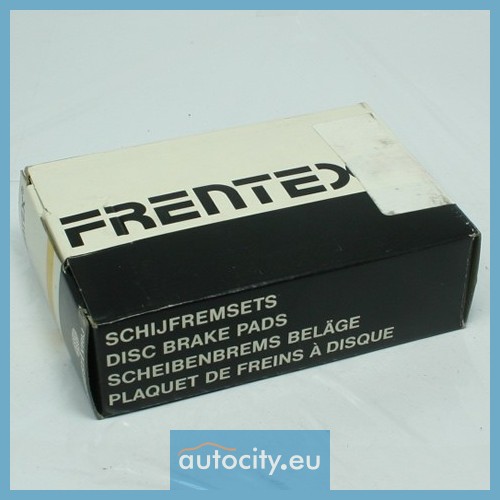 FRENTEX
SCHIJFREMSETS
DISC BRAKE PADS
SCHEIBENBREMS BELÄGE
PLAQUET DE FREINS À DISQUE
autocity.eu